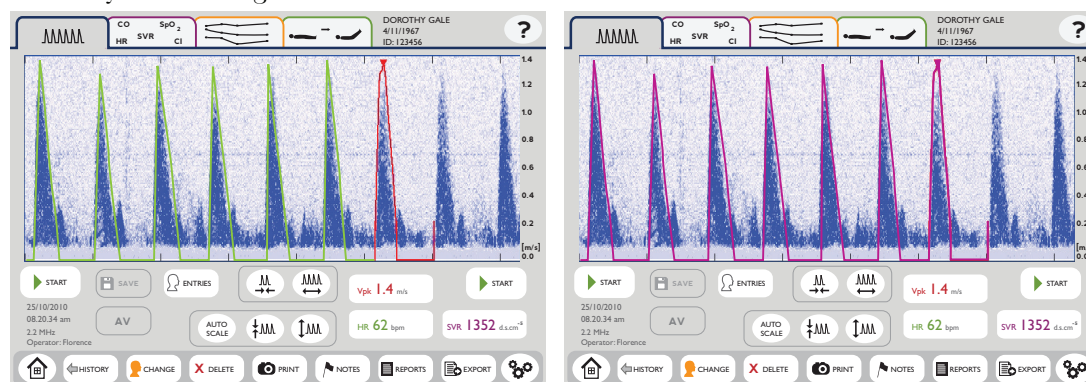 CO SpO2
HR SVR CI
DOROTHY GALE
4/11/1967
ID: 123456
?
1.4
1.2
1.0
0.8
0.6
0.4
0.2
[m/s]
0.0
START
SAVE
ENTRIES
Vpk 1.4 m/s
START
25/10/2010
08.20.34 am
2.2 MHz
Operator: Florence
AV
AUTO
SCALE
HR 62 bpm
SVR 1352 d.s.cm⁻⁵
HISTORY
CHANGE
X DELETE
PRINT
NOTES
REPORTS
EXPORT
CO SpO2
HR SVR CI
DOROTHY GALE
4/11/1967
ID: 123456
?
START
SAVE
ENTRIES
Vpk 1.4 m/s
START
25/10/2010
08.20.34 am
2.2 MHz
Operator: Florence
AV
AUTO
SCALE
HR 62 bpm
SVR 1352 d.s.cm⁻⁵
HISTORY
CHANGE
X DELETE
PRINT
NOTES
REPORTS
EXPORT